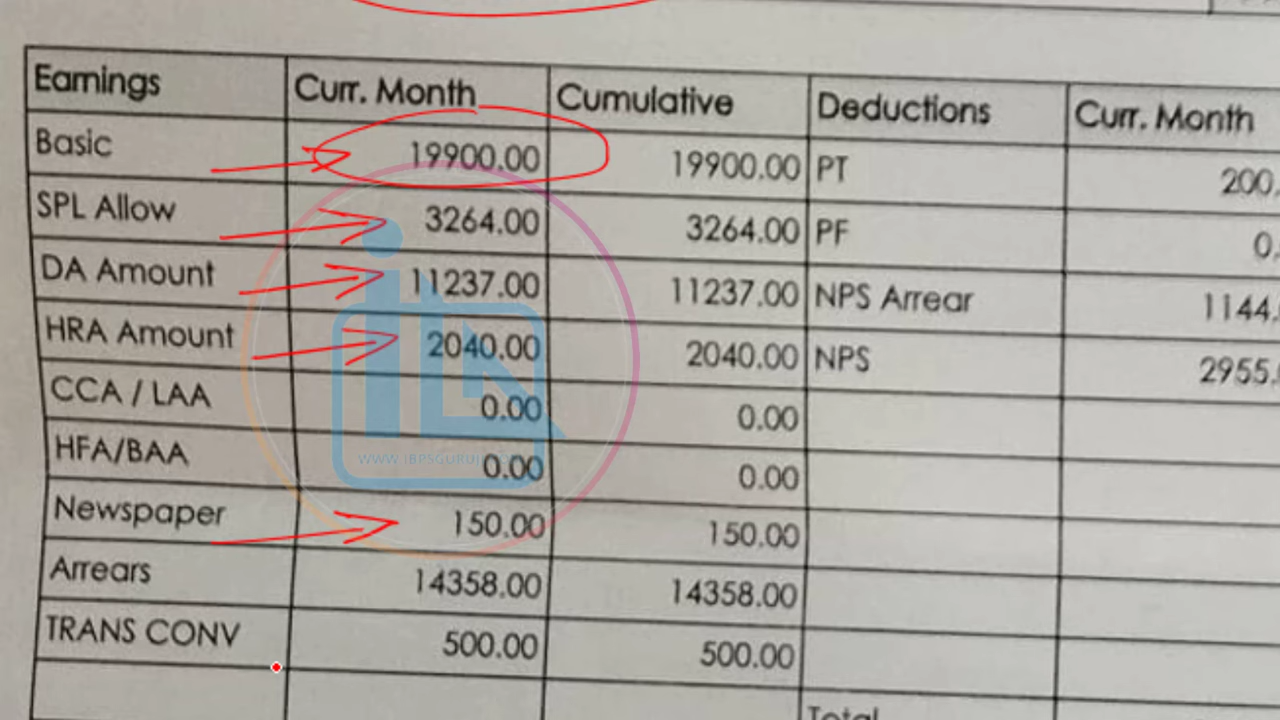 Earnings Curr. Month Cumulative Deductions Curr. Month
Basic 19900.00 19900.00 PT 200.
SPL Allow 3264.00 3264.00 PF 0.
DA Amount 11237.00 11237.00 NPS Arrear 1144.
HRA Amount 2040.00 2040.00 NPS 2955.
CCA / LAA 0.00 0.00
HFA/BAA 0.00 0.00
WWW.IBPSGURUJI
Newspaper 150.00 150.00
Arrears 14358.00 14358.00
TRANS CONV 500.00 500.00
Total